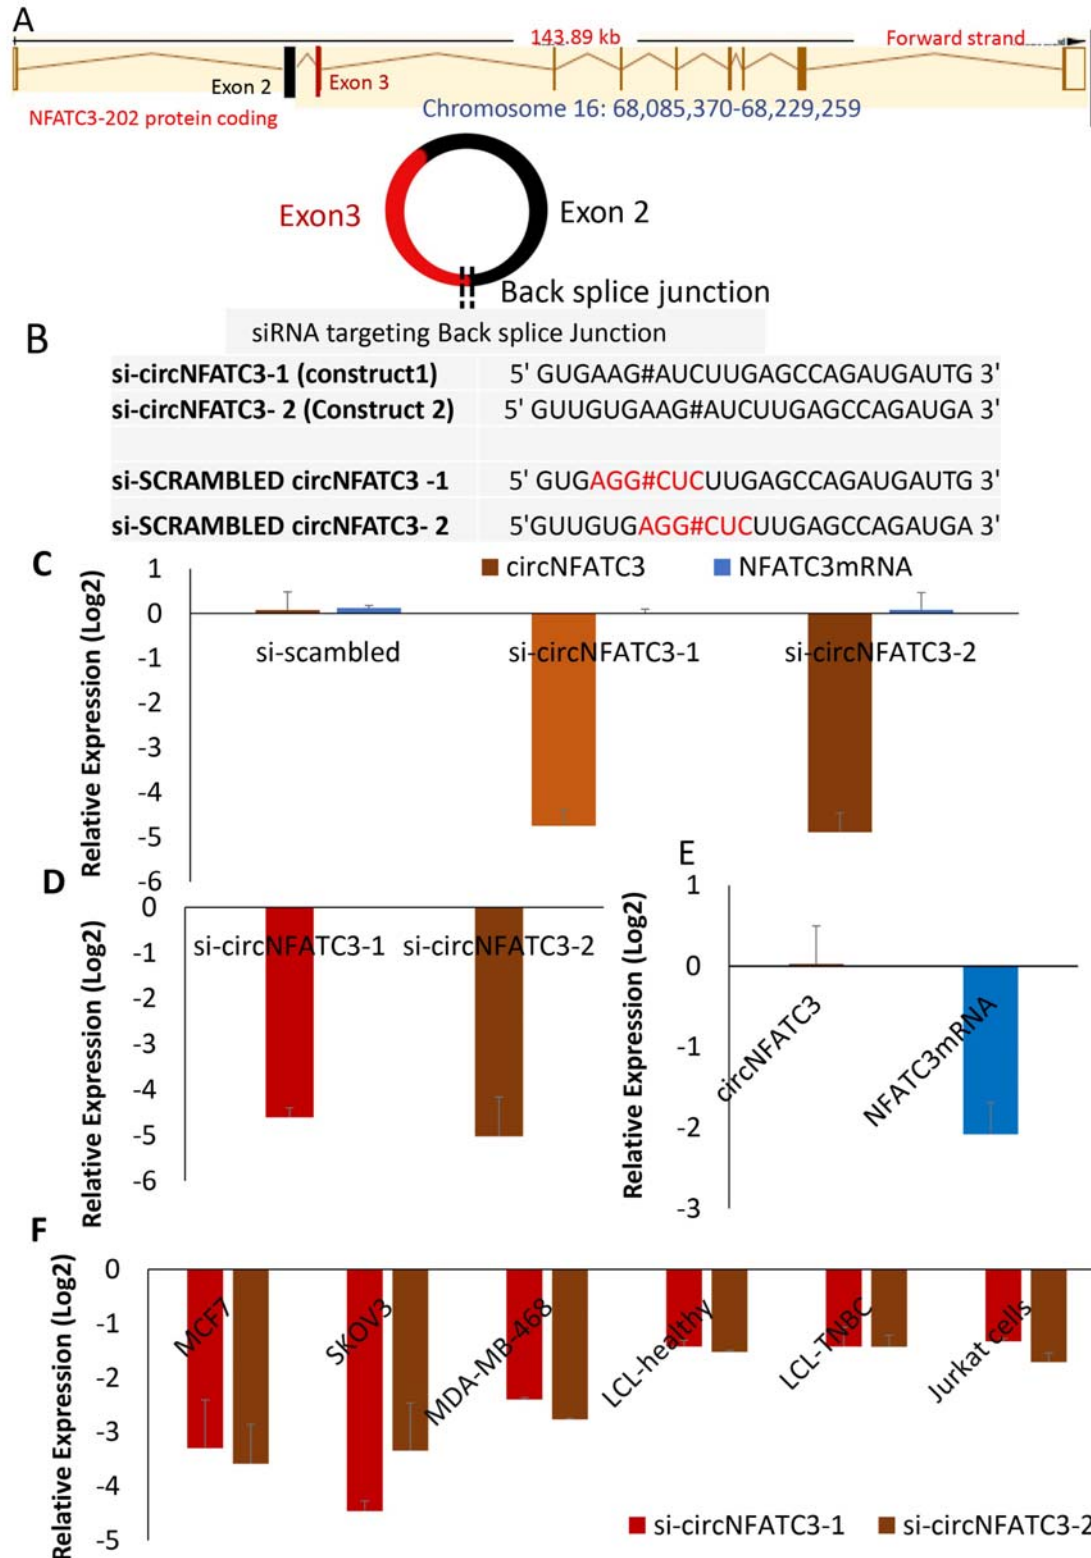 A
143.89 kb
Forward strand
Exon 2
Exon 3
NFATC3-202 protein coding
Chromosome 16: 68,085,370-68,229,259
Exon3
Exon 2
Back splice junction
siRNA targeting Back splice Junction
B
si-circNFATC3-1 (construct1) 5' GUGAAG#AUCUUGAGCCAGAUGAUTG 3'
si-circNFATC3- 2 (Construct 2) 5' GUUGUGAAG#AUCUUGAGCCAGAUGA 3'
si-SCRAMBLED circNFATC3 -1 5' GUGAGG#CUCUUGAGCCAGAUGAUTG 3'
si-SCRAMBLED circNFATC3- 2 5'GUUGUGAGG#CUCUUGAGCCAGAUGA 3'
C
circNFATC3 NFATC3mRNA
Relative Expression (Log2)
1
0
-1
-2
-3
-4
-5
-6
si-scambled si-circNFATC3-1 si-circNFATC3-2
D
Relative Expression (Log2)
0
-1
-2
-3
-4
-5
-6
si-circNFATC3-1 si-circNFATC3-2
E
Relative Expression (Log2)
1
0
-1
-2
-3
circNFATC3
NFATC3mRNA
F
Relative Expression (Log2)
0
-1
-2
-3
-4
-5
MCF7
SKOV3
MDA-MB-468
LCL-healthy
LCL-TNBC
Jurkat cells
si-circNFATC3-1 si-circNFATC3-2